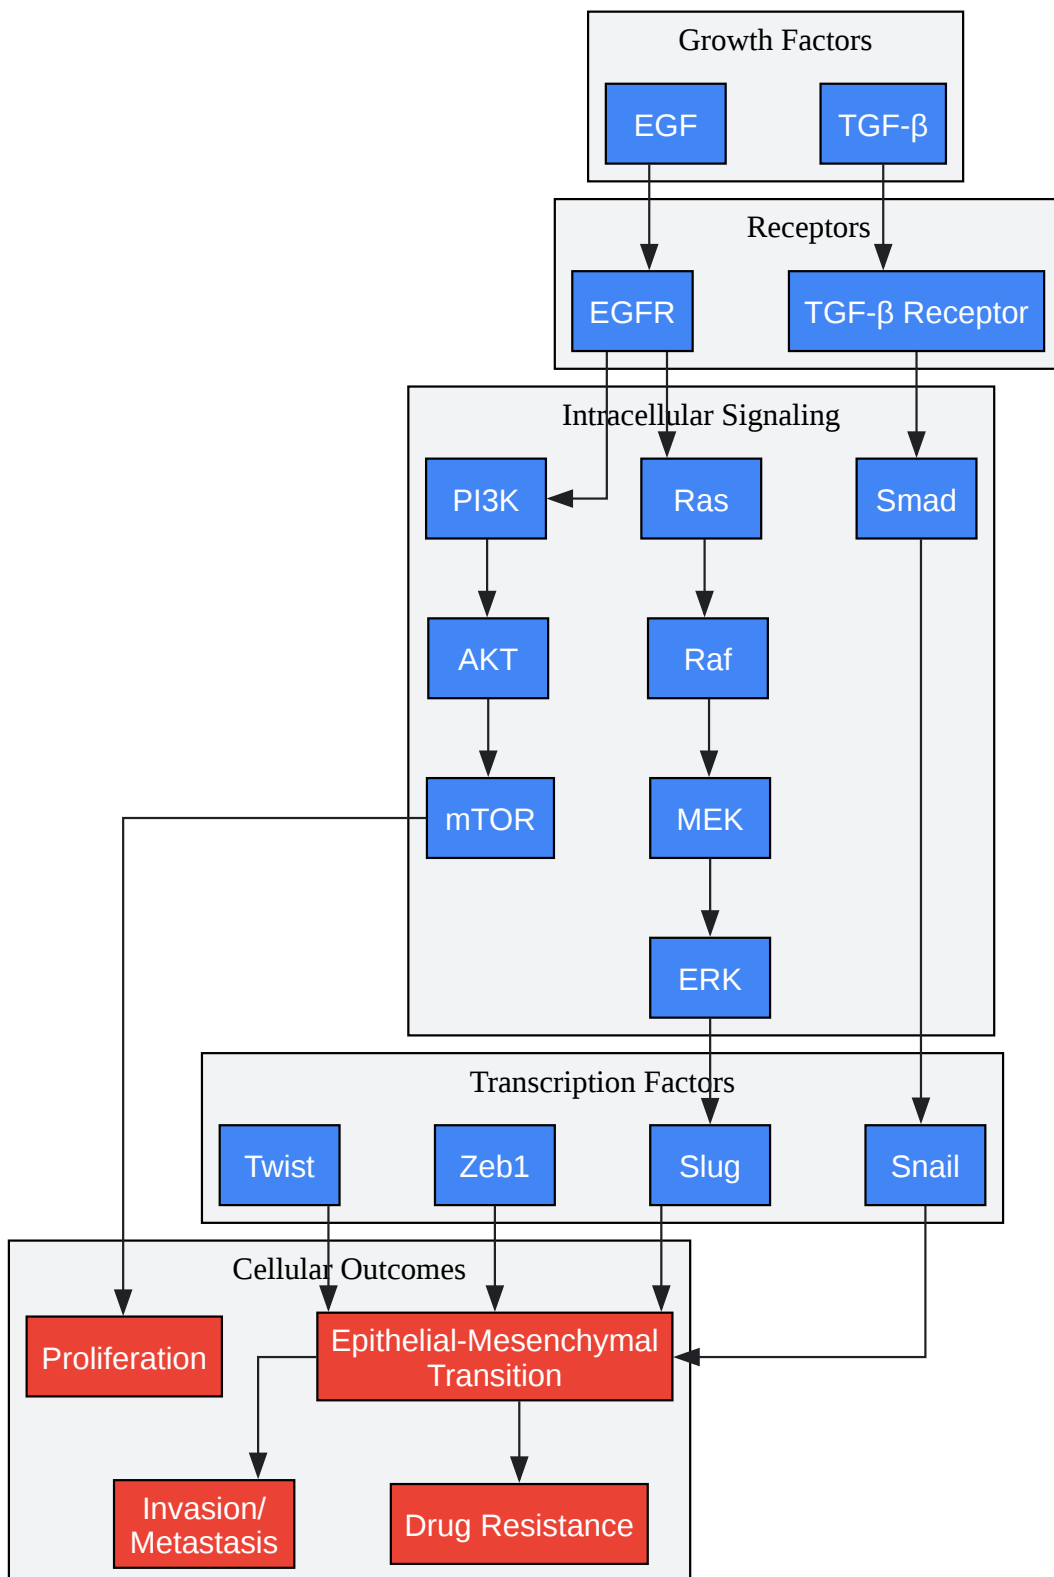 Growth Factors
EGF
TGF-β
Receptors
EGFR
TGF-β Receptor
Intracellular Signaling
PI3K
Ras
Smad
AKT
Raf
mTOR
MEK
ERK
Transcription Factors
Twist
Zeb1
Slug
Snail
Cellular Outcomes
Proliferation
Epithelial-Mesenchymal
Transition
Invasion/
Metastasis
Drug Resistance